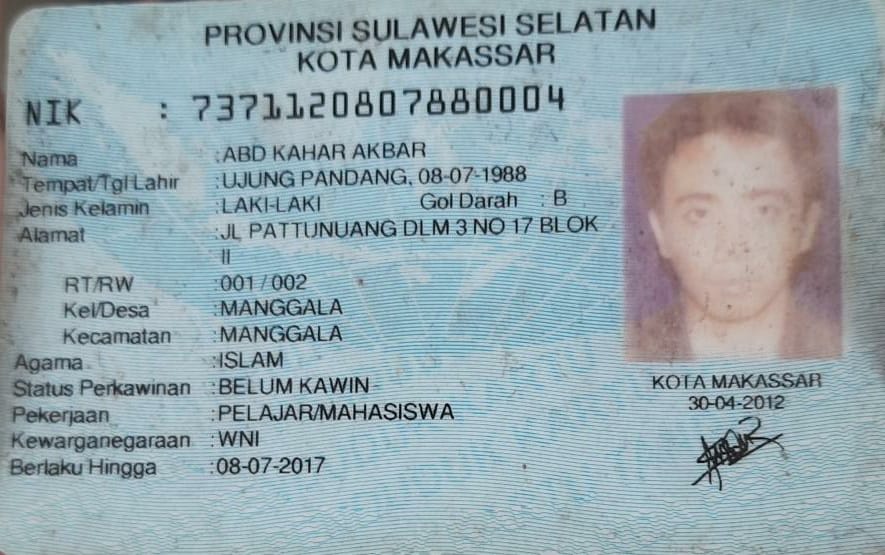 PROVINSI SULAWESI SELATAN
KOTA MAKASSAR
NIK : 7371120807880004
Nama :ABD KAHAR AKBAR
Tempat/Tgl Lahir :UJUNG PANDANG, 08-07-1988
Jenis Kelamin :LAKI-LAKI Gol Darah : B
Alamat :JL PATTUNUANG DLM 3 NO 17 BLOK
II
RT/RW :001 / 002
Kel/Desa :MANGGALA
Kecamatan :MANGGALA
Agama :ISLAM
Status Perkawinan :BELUM KAWIN
Pekerjaan :PELAJAR/MAHASISWA
Kewarganegaraan :WNI
Berlaku Hingga :08-07-2017
KOTA MAKASSAR
30-04-2012